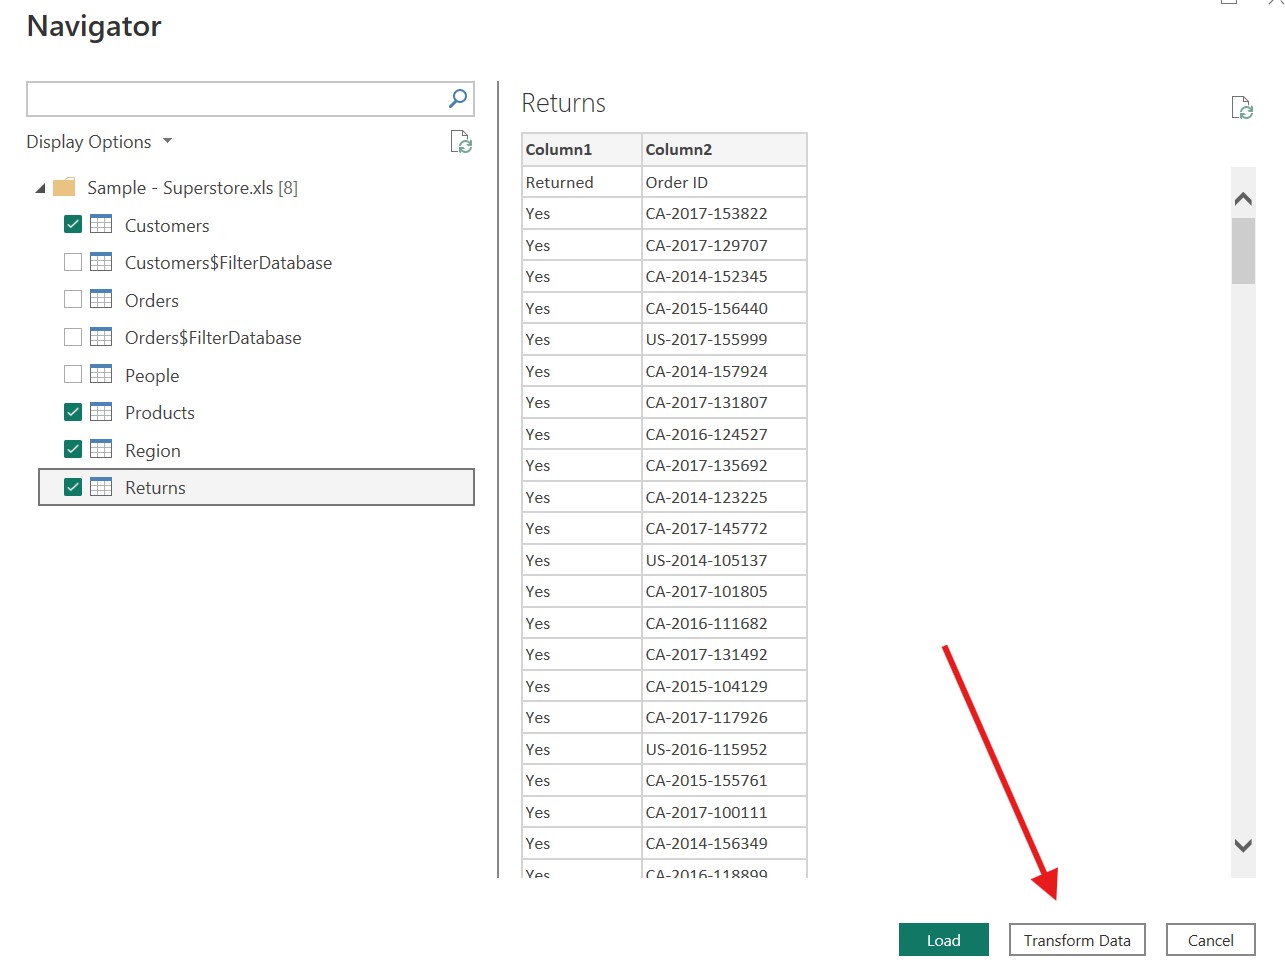 Navigator
Display Options
Sample - Superstore.xls [8]
Customers
Customers$FilterDatabase
Orders
Orders$FilterDatabase
People
Products
Region
Returns
Returns
Column1 Column2
Returned Order ID
Yes CA-2017-153822
Yes CA-2017-129707
Yes CA-2014-152345
Yes CA-2015-156440
Yes US-2017-155999
Yes CA-2014-157924
Yes CA-2017-131807
Yes CA-2016-124527
Yes CA-2017-135692
Yes CA-2014-123225
Yes CA-2017-145772
Yes US-2014-105137
Yes CA-2017-101805
Yes CA-2016-111682
Yes CA-2017-131492
Yes CA-2015-104129
Yes CA-2017-117926
Yes US-2016-115952
Yes CA-2015-155761
Yes CA-2017-100111
Yes CA-2014-156349
Yes CA-2016-118899
Load Transform Data Cancel